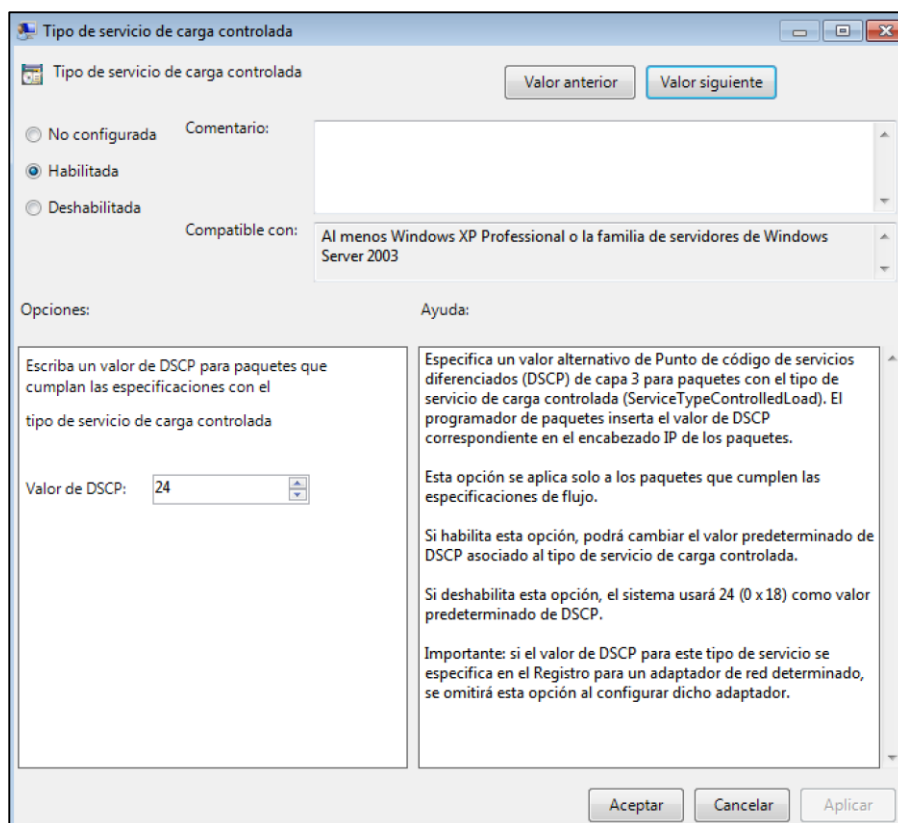 Tipo de servicio de carga controlada
Tipo de servicio de carga controlada
Valor anterior
Valor siguiente
No configurada
Habilitada
Deshabilitada
Comentario:
Compatible con:
Al menos Windows XP Professional o la familia de servidores de Windows
Server 2003
Opciones:
Escriba un valor de DSCP para paquetes que
cumplan las especificaciones con el
tipo de servicio de carga controlada
Valor de DSCP: 24
Ayuda:
Especifica un valor alternativo de Punto de código de servicios
diferenciados (DSCP) de capa 3 para paquetes con el tipo de
servicio de carga controlada (ServiceTypeControlledLoad). El
programador de paquetes inserta el valor de DSCP
correspondiente en el encabezado IP de los paquetes.
Esta opción se aplica solo a los paquetes que cumplen las
especificaciones de flujo.
Si habilita esta opción, podrá cambiar el valor predeterminado de
DSCP asociado al tipo de servicio de carga controlada.
Si deshabilita esta opción, el sistema usará 24 (0 x 18) como valor
predeterminado de DSCP.
Importante: si el valor de DSCP para este tipo de servicio se
especifica en el Registro para un adaptador de red determinado,
se omitirá esta opción al configurar dicho adaptador.
Aceptar
Cancelar
Aplicar